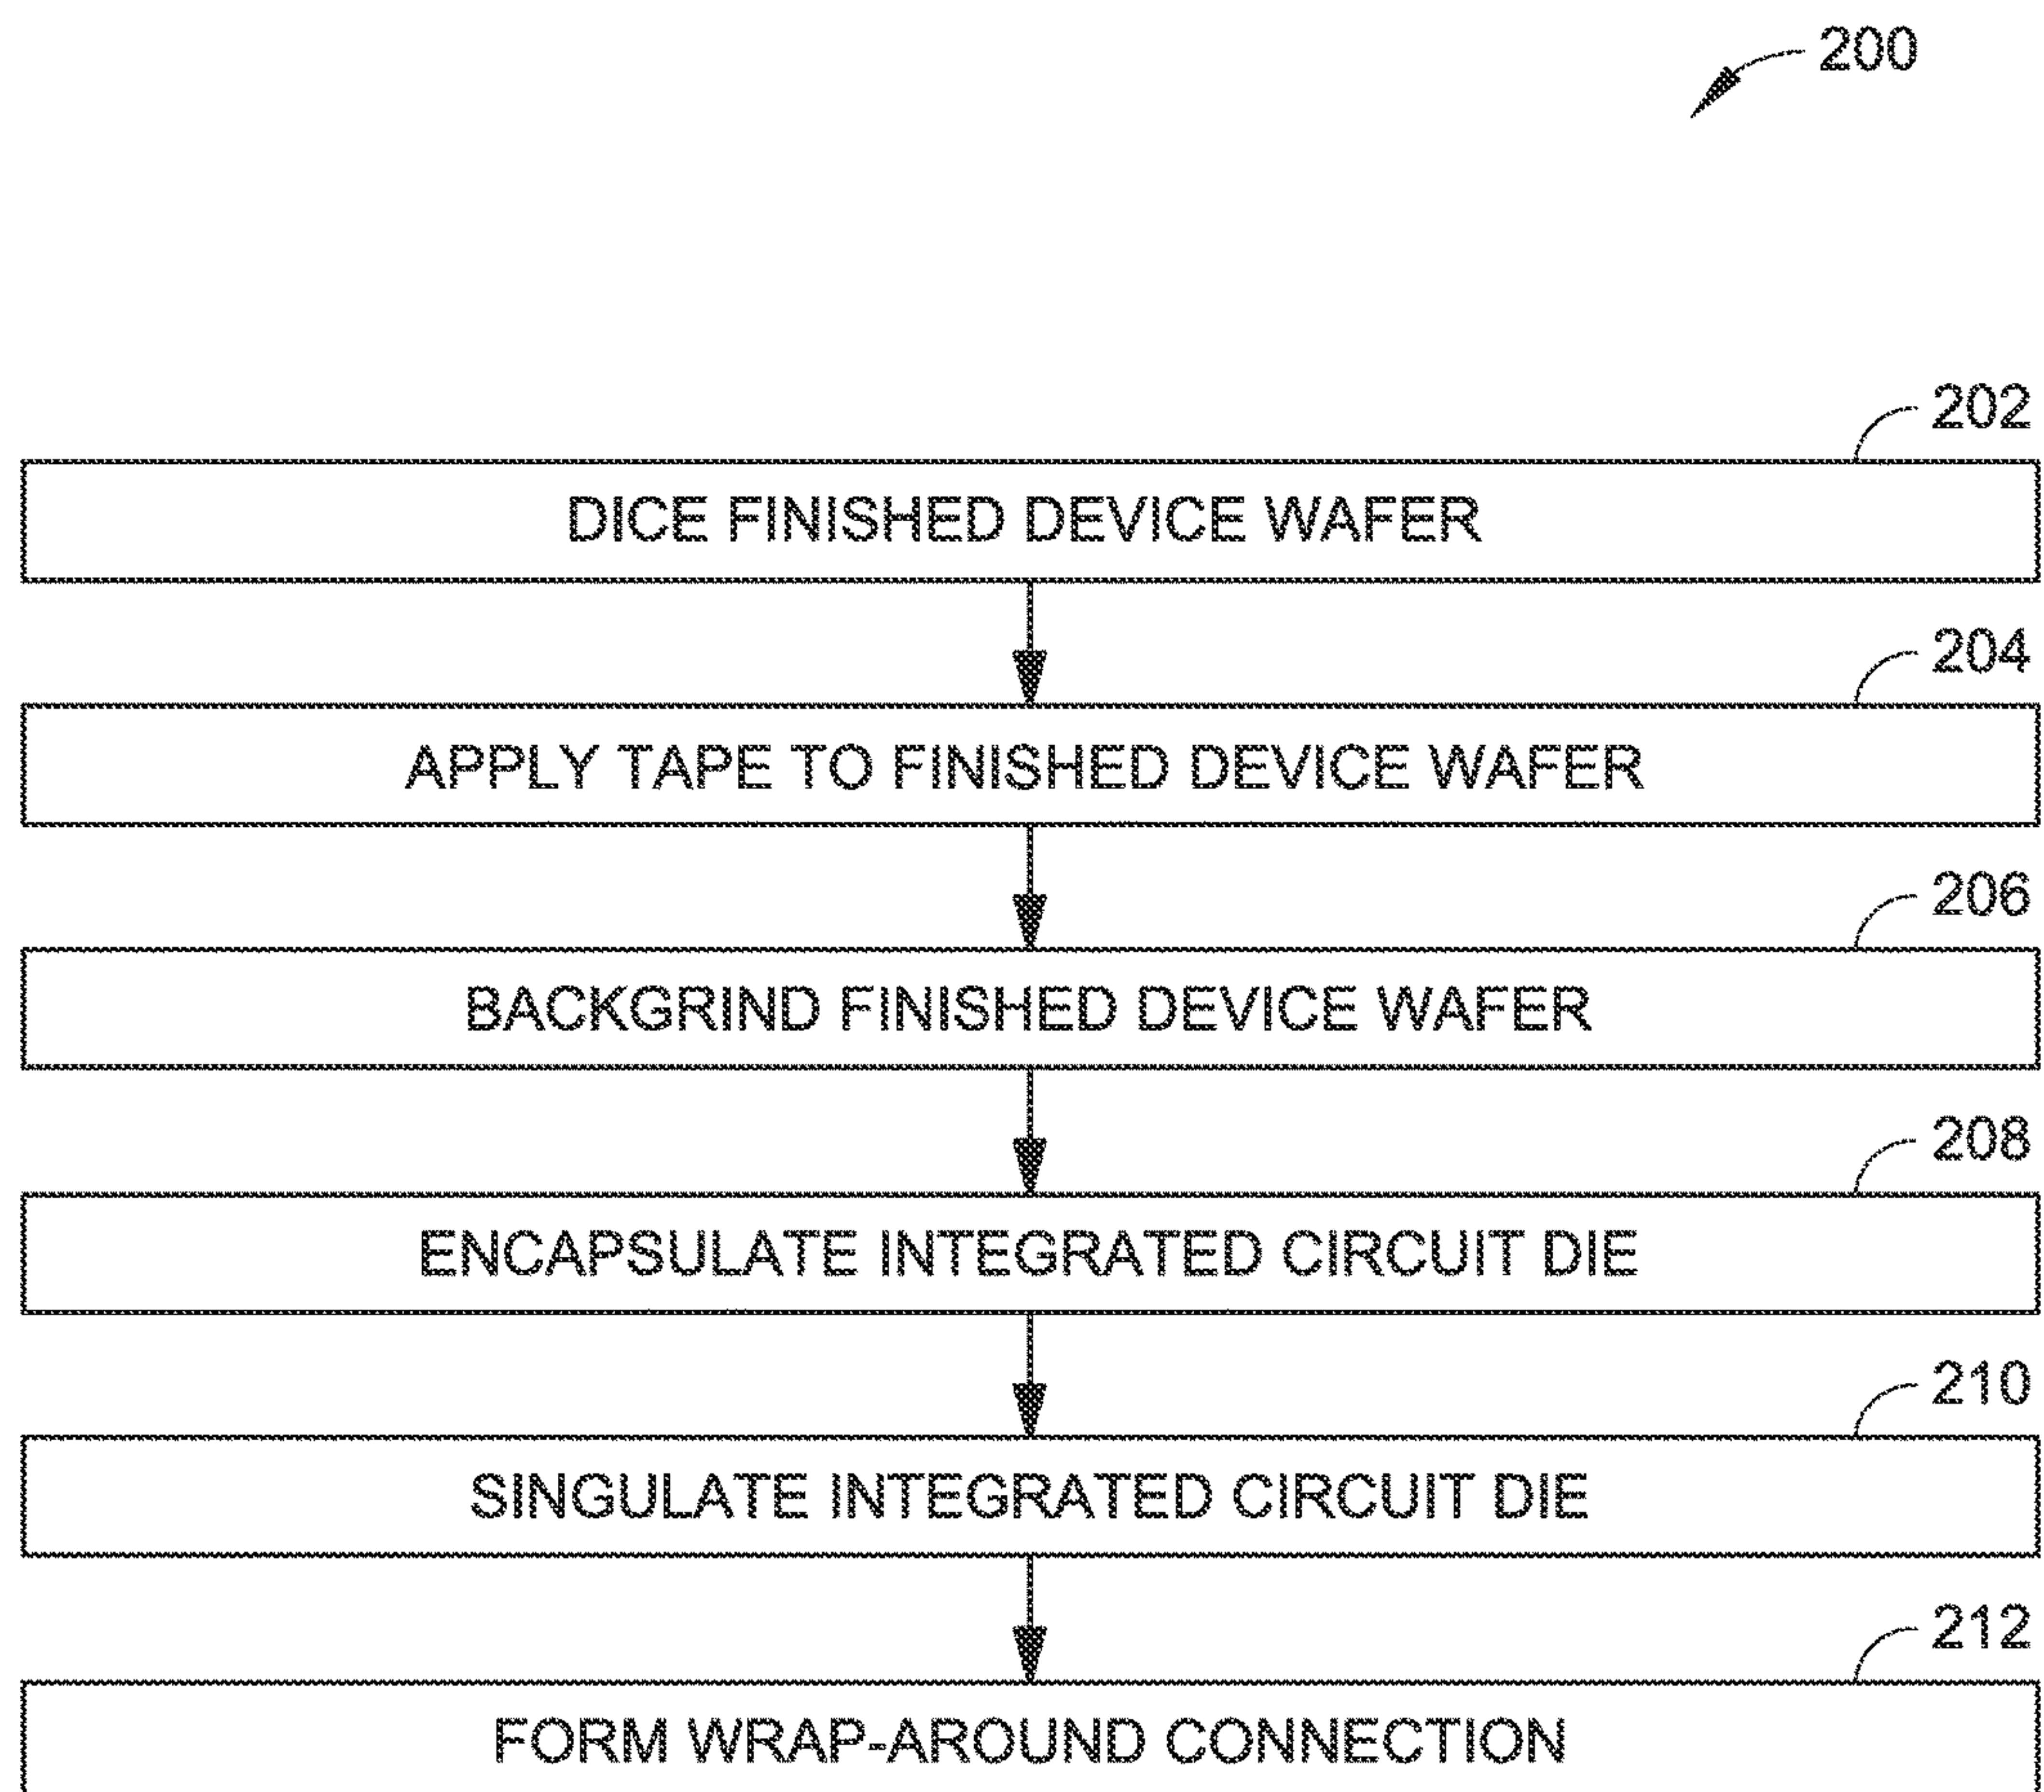 200
202
DICE FINISHED DEVICE WAFER
204
APPLY TAPE TO FINISHED DEVICE WAFER
206
BACKGRIND FINISHED DEVICE WAFER
208
ENCAPSULATE INTEGRATED CIRCUIT DIE
210
SINGULATE INTEGRATED CIRCUIT DIE
212
FORM WRAP-AROUND CONNECTION